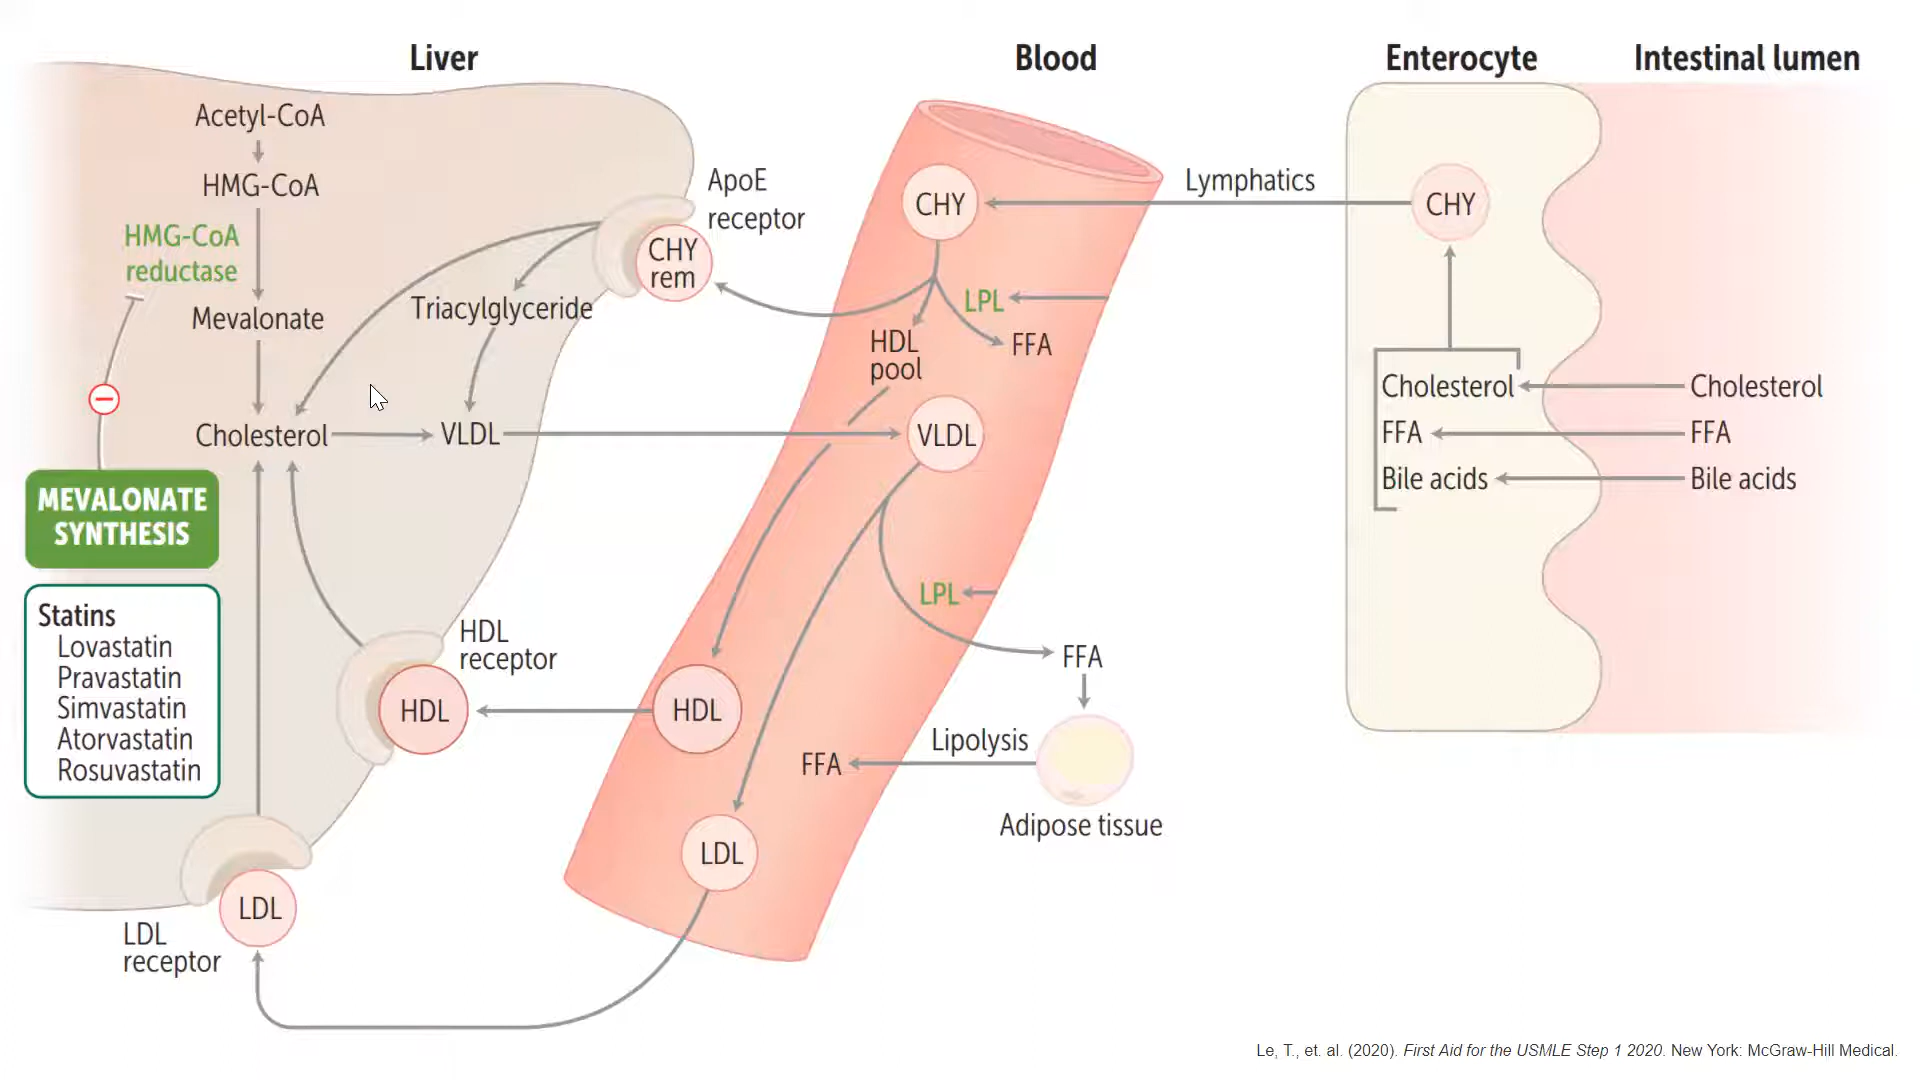 Liver
Blood
Enterocyte
Intestinal lumen
Acetyl-CoA
HMG-CoA
HMG-CoA
reductase
Mevalonate
Cholesterol
Triacylglyceride
VLDL
ApoE
receptor
CHY
rem
MEVALONATE
SYNTHESIS
Statins
Lovastatin
Pravastatin
Simvastatin
Atorvastatin
Rosuvastatin
HDL
receptor
HDL
LDL
LDL
receptor
CHY
LPL
FFA
HDL
pool
VLDL
LPL
FFA
HDL
Lipolysis
FFA
Adipose tissue
LDL
Lymphatics
CHY
Cholesterol
FFA
Bile acids
Cholesterol
FFA
Bile acids
Le, T., et. al. (2020). First Aid for the USMLE Step 1 2020. New York: McGraw-Hill Medical.